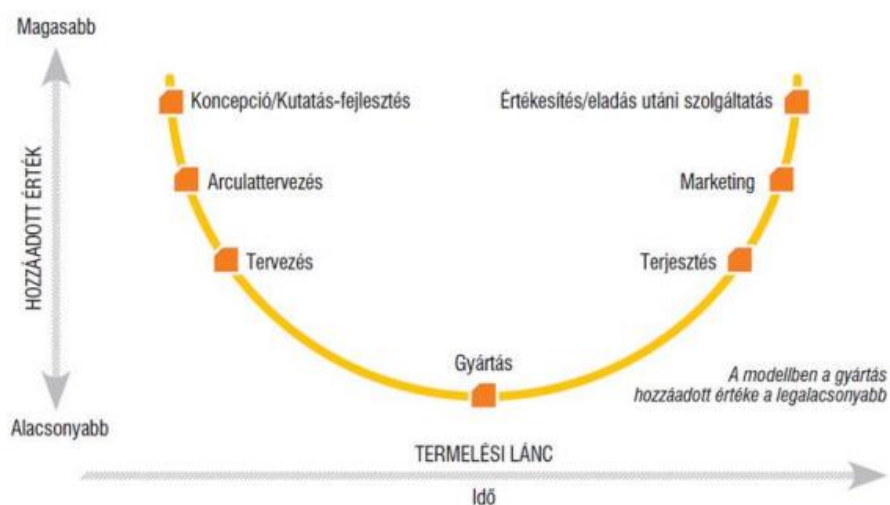 Magasabb
Koncepció/Kutatás-fejlesztés
Értékesítés/eladás utáni szolgáltatás
HOZZÁADOTT ÉRTÉK
Arculattervezés
Marketing
Tervezés
Terjesztés
Gyártás
A modellben a gyártás
hozzáadott értéke a legalacsonyabb
Alacsonyabb
TERMELÉSI LÁNC
Idő